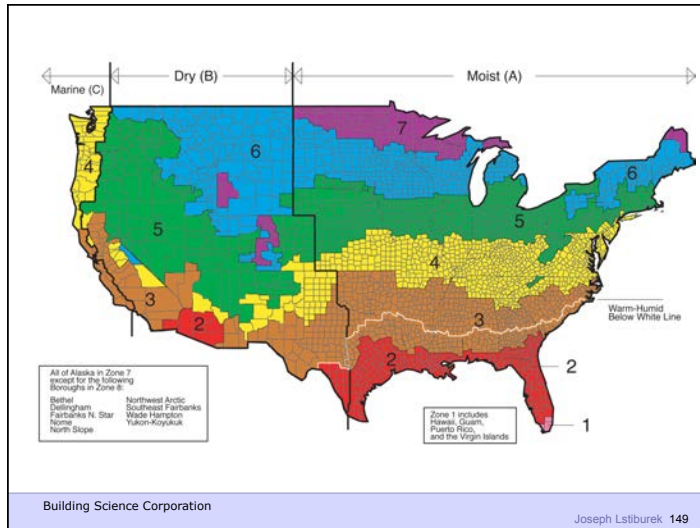 Marine (C)
Dry (B)
Moist (A)
7
6
6
4
5
5
4
3
3
Warm-Humid
Below White Line
2
2
2
1
All of Alaska in Zone 7
except for the following
Boroughs in Zone 8:
Bethel
Dellingham
Fairbanks N. Star
Nome
North Slope
Northwest Arctic
Southeast Fairbanks
Wade Hampton
Yukon-Koyukuk
Zone 1 includes
Hawaii, Guam,
Puerto Rico,
and the Virgin Islands
Building Science Corporation
Joseph Lstiburek 149